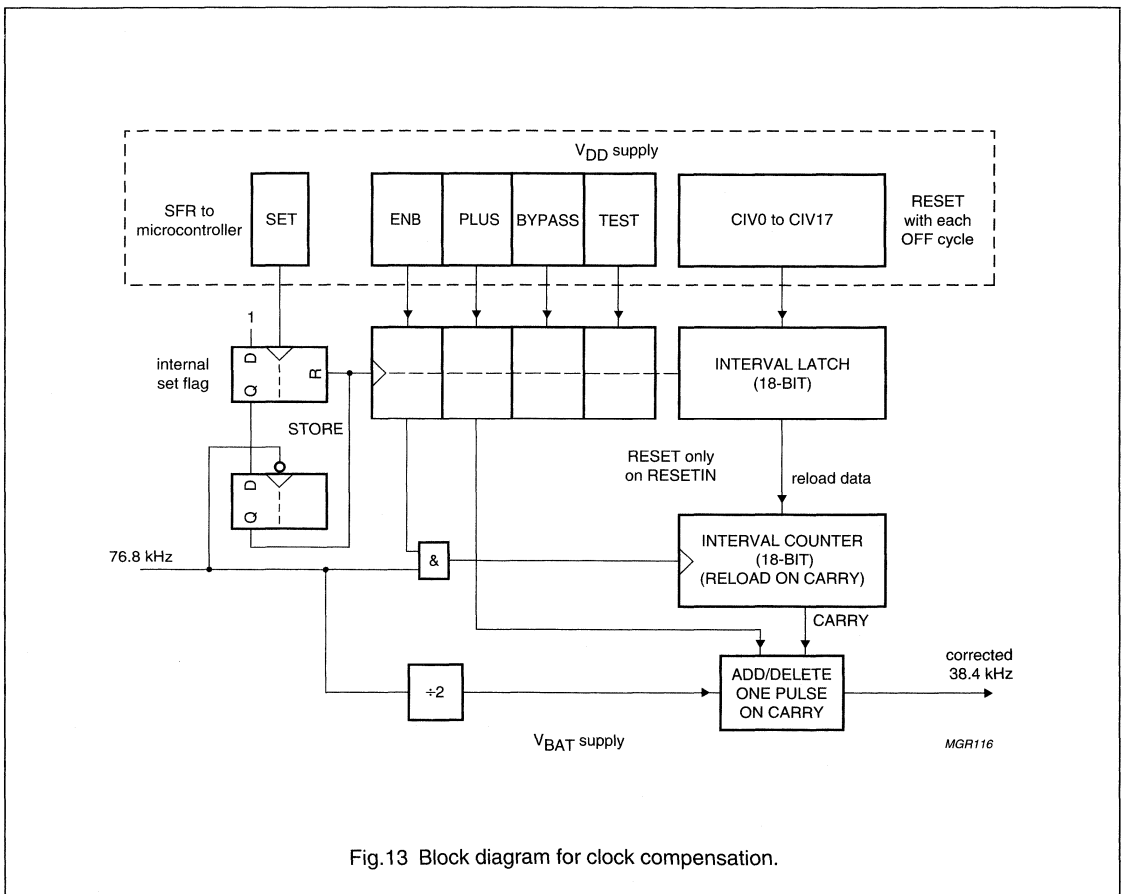 VDD supply
SFR to
microcontroller
SET
ENB
PLUS
BYPASS
TEST
CIV0 to CIV17
RESET
with each
OFF cycle
1
internal
set flag
D
Q
R
STORE
INTERVAL LATCH
(18-BIT)
RESET only
on RESETIN
reload data
D
Q
76.8 kHz
&
INTERVAL COUNTER
(18-BIT)
(RELOAD ON CARRY)
CARRY
÷2
ADD/DELETE
ONE PULSE
ON CARRY
corrected
38.4 kHz
VBAT supply
MGR116
Fig.13 Block diagram for clock compensation.